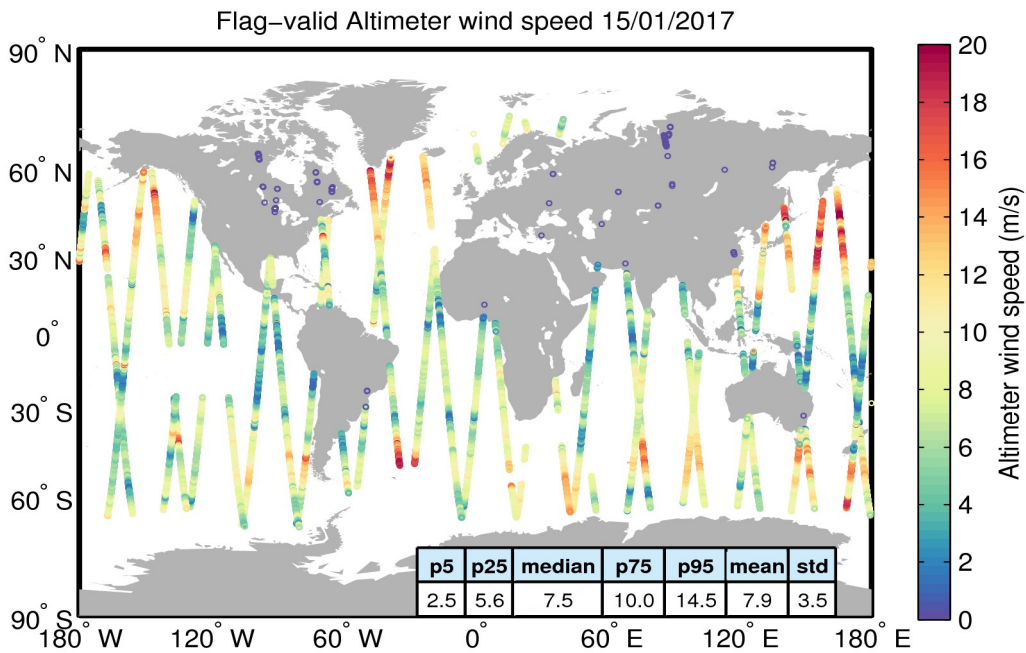 Flag−valid Altimeter wind speed 15/01/2017
90° N
60° N
30° N
0°
30° S
60° S
90° S
180° W
120° W
60° W
0°
60° E
120° E
180° E
p5 p25 median p75 p95 mean std
2.5 5.6 7.5 10.0 14.5 7.9 3.5
20
18
16
14
12
10
8
6
4
2
0
Altimeter wind speed (m/s)